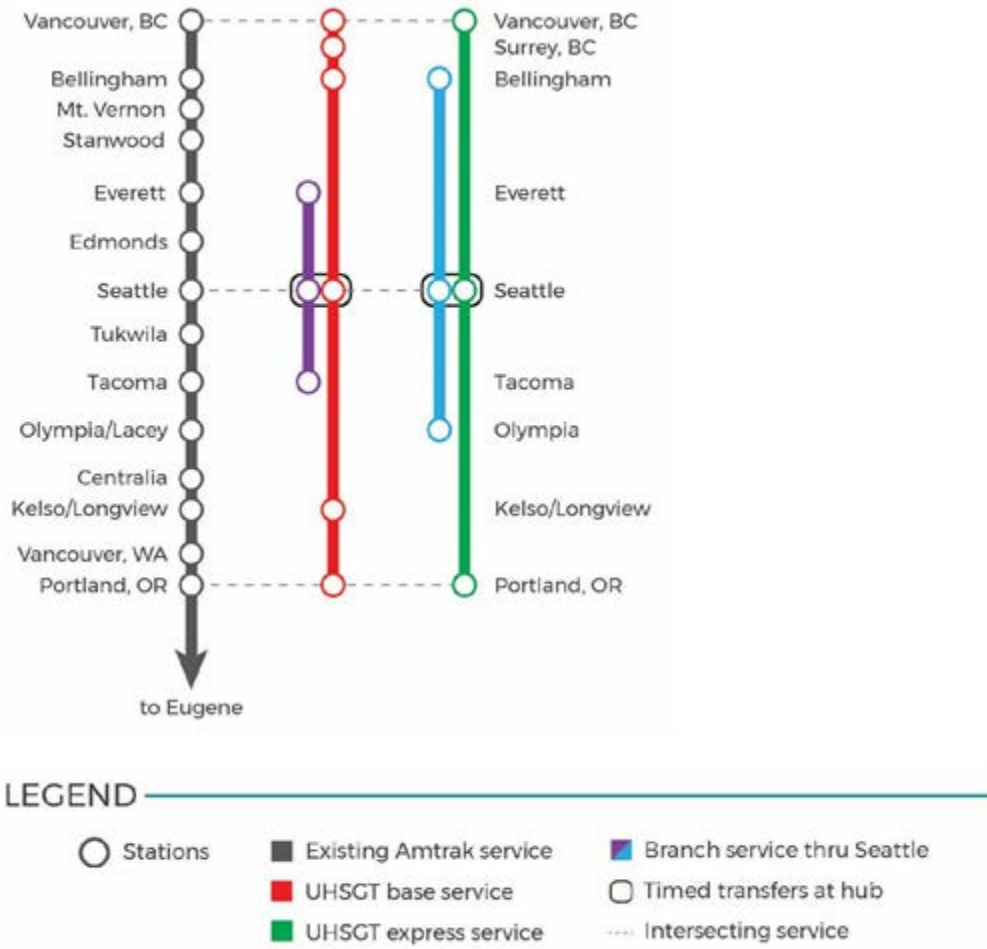 Vancouver, BC
Bellingham
Mt. Vernon
Stanwood
Everett
Edmonds
Seattle
Tukwila
Tacoma
Olympia/Lacey
Centralia
Kelso/Longview
Vancouver, WA
Portland, OR
to Eugene
Vancouver, BC
Surrey, BC
Bellingham
Everett
Seattle
Tacoma
Olympia
Kelso/Longview
Portland, OR
LEGEND
Stations
Existing Amtrak service
UHSGT base service
UHSGT express service
Branch service thru Seattle
Timed transfers at hub
Intersecting service